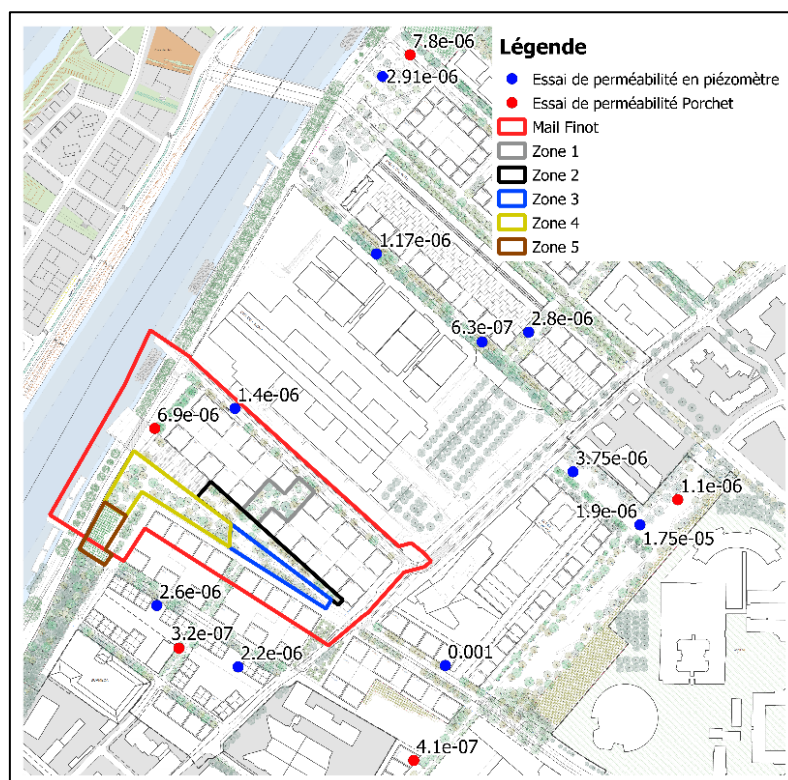 7.8e-06
Légende
2.91e-06
Essai de perméabilité en piézomètre
Essai de perméabilité Porchet
Mail Finot
Zone 1
Zone 2
Zone 3
Zone 4
Zone 5
1.17e-06
6.3e-07
2.8e-06
1.4e-06
6.9e-06
3.75e-06
1.1e-06
1.9e-06
1.75e-05
2.6e-06
3.2e-07
2.2e-06
0.001
4.1e-07